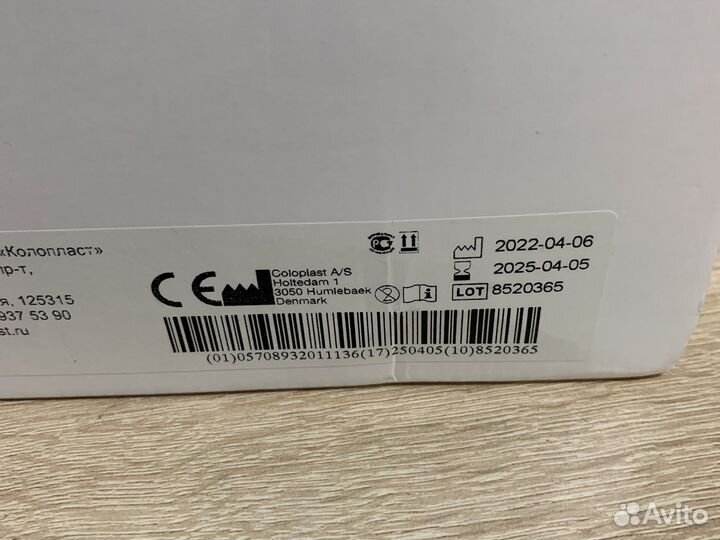 «Колопласт»
пр-т,
я, 125315
937 53 90
st.ru
CE
Coloplast A/S
Holtedam 1
3050 Humlebaek
Denmark
2022-04-06
2025-04-05
LOT 8520365
(01)05708932011136(17)250405(10)8520365
Avito